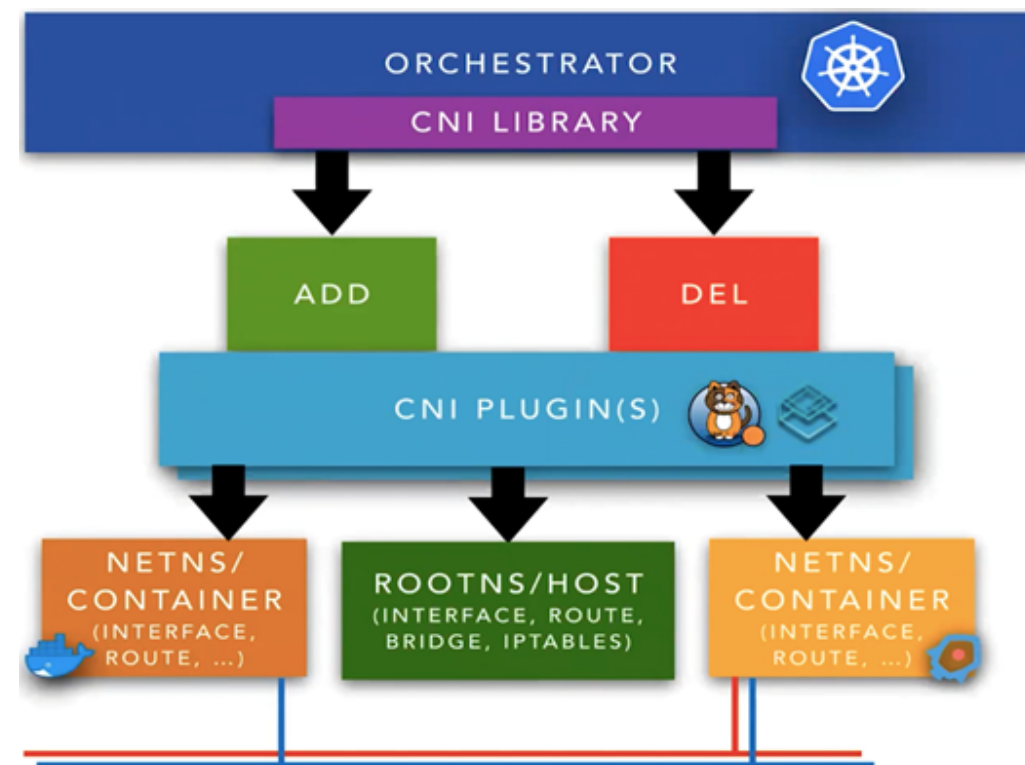 ORCHESTRATOR
CNI LIBRARY
ADD
DEL
CNI PLUGIN(S)
NETNS/
CONTAINER
(INTERFACE,
ROUTE, ...)
ROOTNS/HOST
(INTERFACE, ROUTE,
BRIDGE, IPTABLES)
NETNS/
CONTAINER
(INTERFACE,
ROUTE, ...)